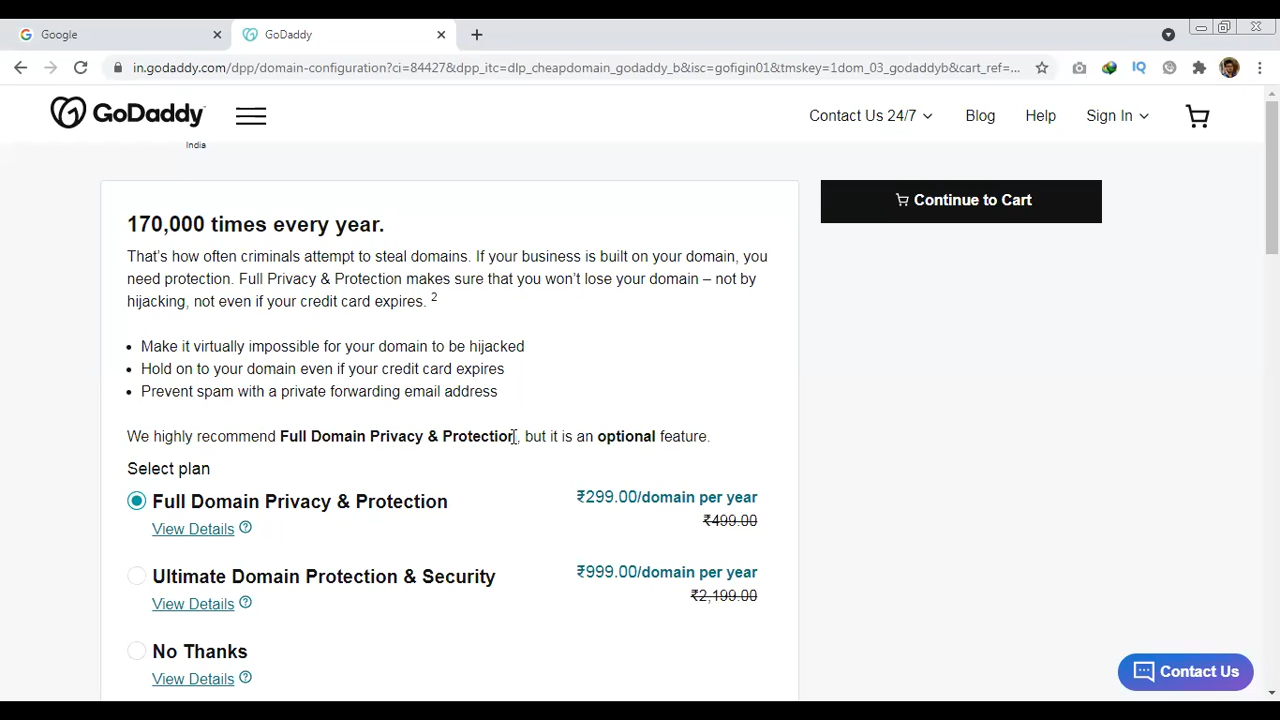 Google
GoDaddy
in.godaddy.com/dpp/domain-configuration?ci=84427&dpp_itc=dlp_cheapdomain_godaddy_b&isc=gofigin01&tmskey=1dom_03_godaddyb&cart_ref=...
IQ
GoDaddy
India
Contact Us 24/7
Blog
Help
Sign In
170,000 times every year.
That's how often criminals attempt to steal domains. If your business is built on your domain, you
need protection. Full Privacy & Protection makes sure that you won't lose your domain – not by
hijacking, not even if your credit card expires. 2
• Make it virtually impossible for your domain to be hijacked
• Hold on to your domain even if your credit card expires
• Prevent spam with a private forwarding email address
We highly recommend Full Domain Privacy & Protection, but it is an optional feature.
Select plan
Full Domain Privacy & Protection
₹299.00/domain per year
View Details ?
₹499.00
Ultimate Domain Protection & Security
₹999.00/domain per year
View Details ?
₹2,199.00
No Thanks
View Details ?
Continue to Cart
Contact Us